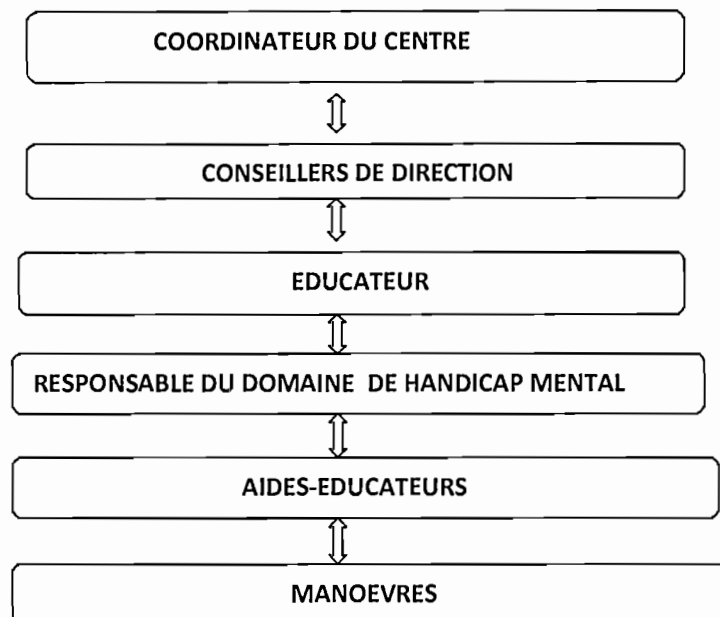 COORDINATEUR DU CENTRE
CONSEILLERS DE DIRECTION
EDUCATEUR
RESPONSABLE DU DOMAINE DE HANDICAP MENTAL
AIDES-EDUCATEURS
MANOEVRES